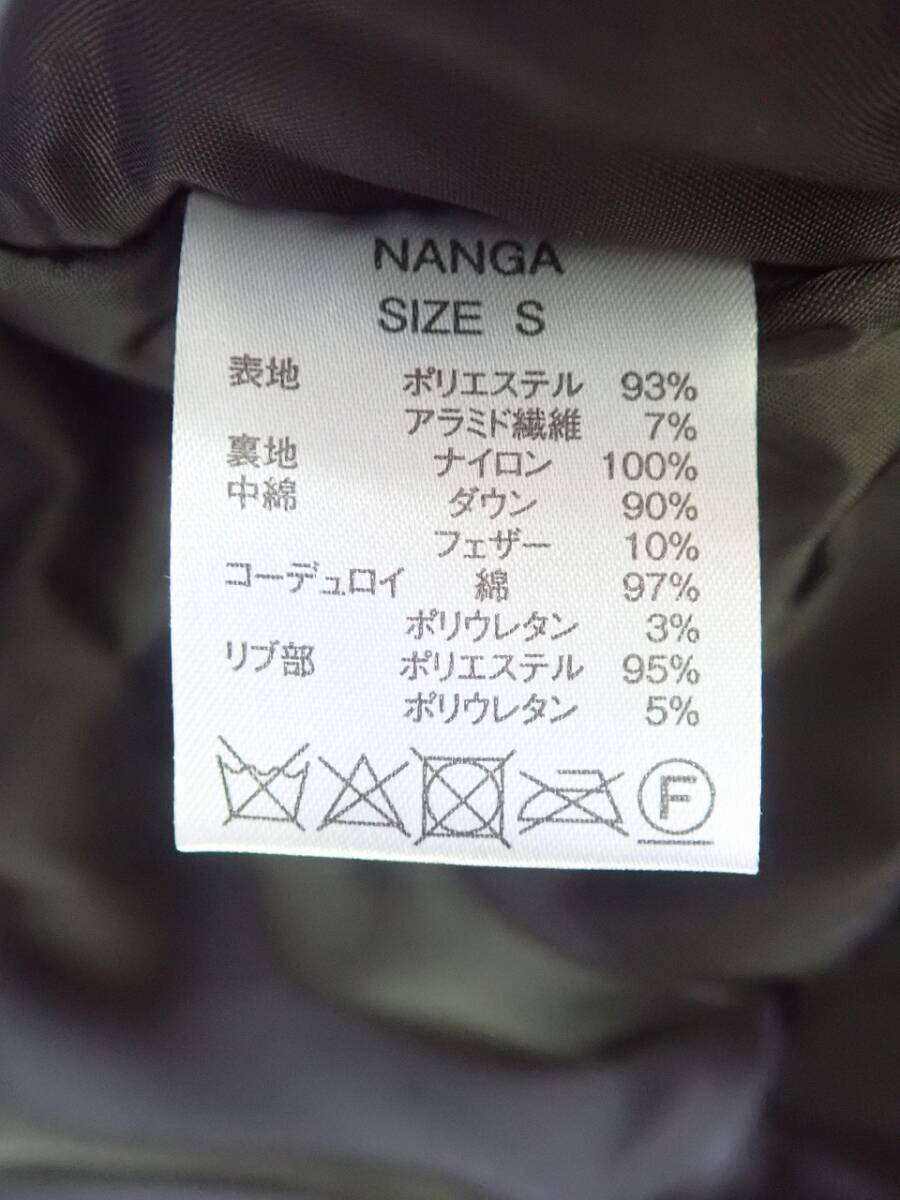 NANGA
SIZE S
表地 ポリエステル 93%
アラミド繊維 7%
裏地 ナイロン 100%
中綿 ダウン 90%
フェザー 10%
コーデュロイ 綿 97%
ポリウレタン 3%
リブ部 ポリエステル 95%
ポリウレタン 5%
F